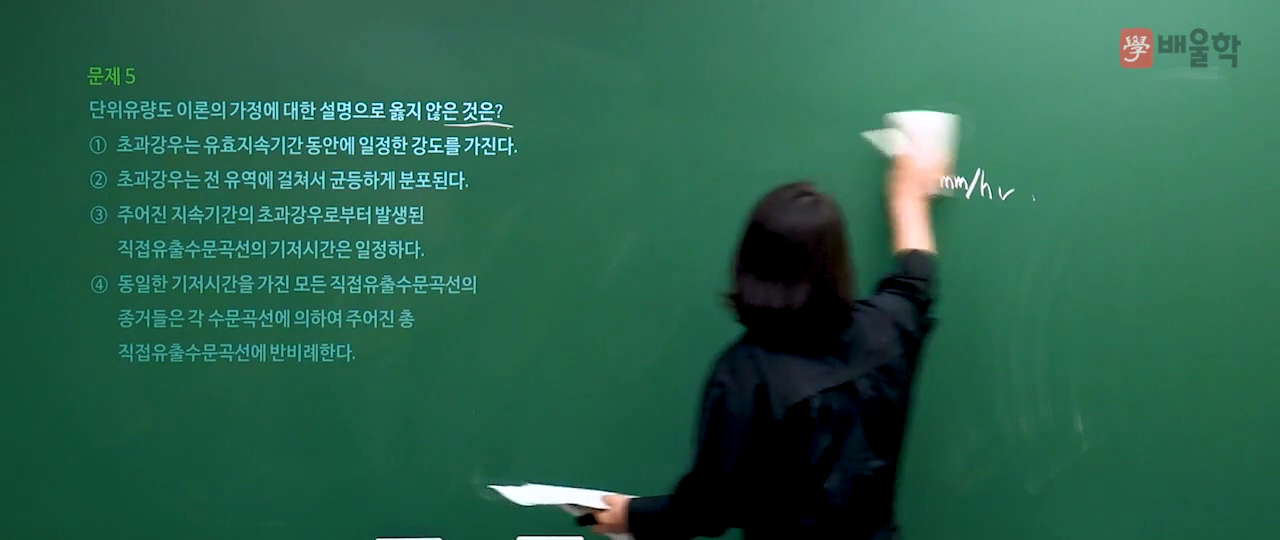 學 배울학
문제 5
단위유량도 이론의 가정에 대한 설명으로 옳지 않은 것은?
① 초과강우는 유효지속기간 동안에 일정한 강도를 가진다.
② 초과강우는 전 유역에 걸쳐서 균등하게 분포된다.
③ 주어진 지속기간의 초과강우로부터 발생된
직접유출수문곡선의 기저시간은 일정하다.
④ 동일한 기저시간을 가진 모든 직접유출수문곡선의
종거들은 각 수문곡선에 의하여 주어진 총
직접유출수문곡선에 반비례한다.
mm/hr